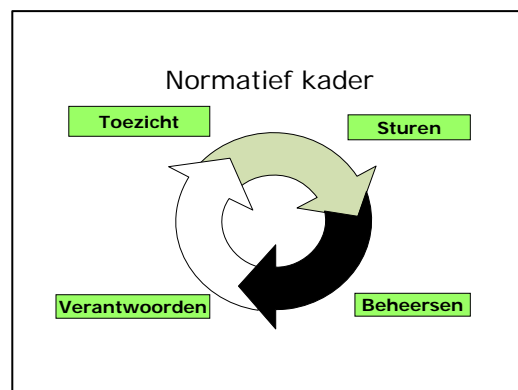 Normatief kader
Toezicht
Sturen
Verantwoorden
Beheersen